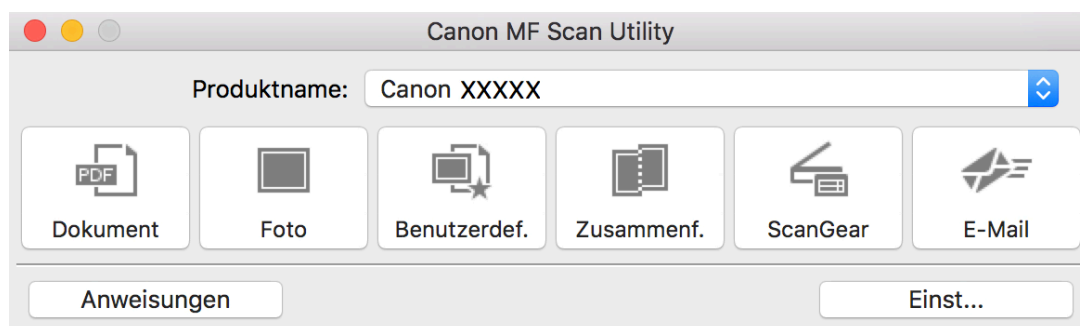 Canon MF Scan Utility
Produktname: Canon XXXXX
PDF
Dokument Foto Benutzerdef. Zusammenf. ScanGear E-Mail
Anweisungen Einst...